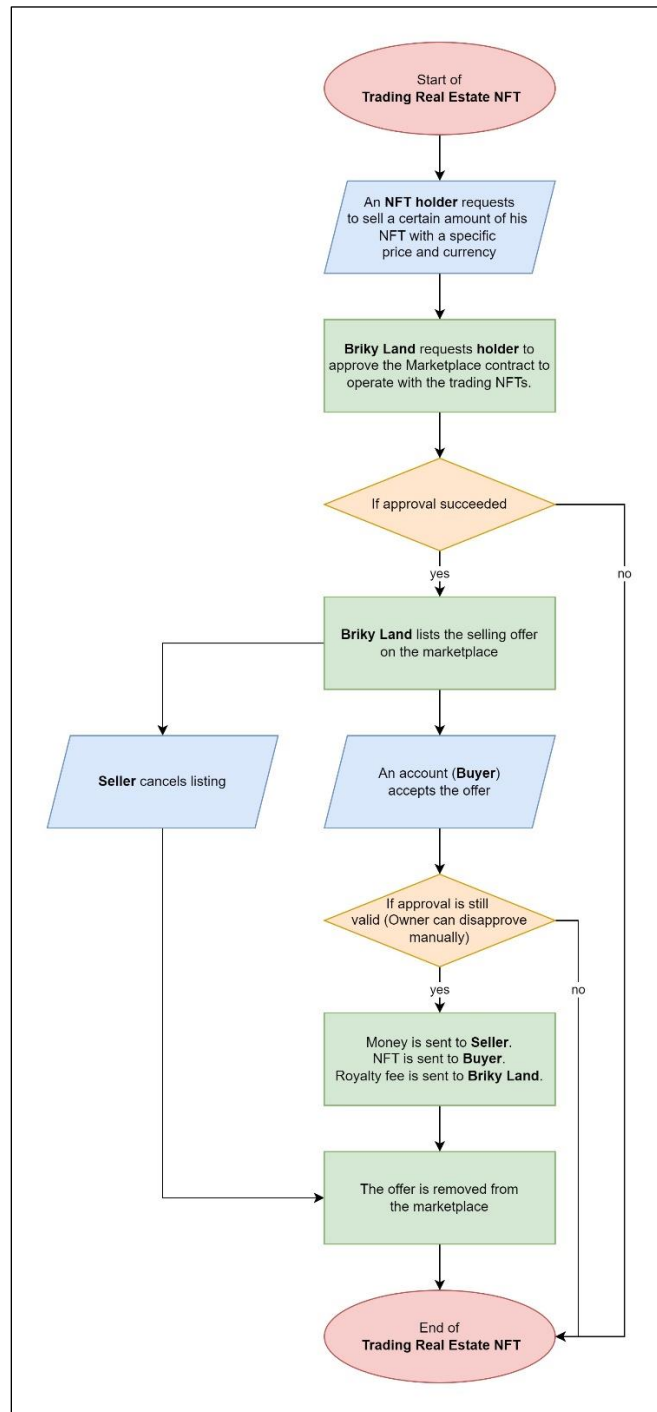 Start of
Trading Real Estate NFT
An NFT holder requests
to sell a certain amount of his
NFT with a specific
price and currency
Briky Land requests holder to
approve the Marketplace contract to
operate with the trading NFTs.
If approval succeeded
yes
no
Briky Land lists the selling offer
on the marketplace
Seller cancels listing
An account (Buyer)
accepts the offer
If approval is still
valid (Owner can disapprove
manually)
yes
no
Money is sent to Seller.
NFT is sent to Buyer.
Royalty fee is sent to Briky Land.
The offer is removed from
the marketplace
End of
Trading Real Estate NFT